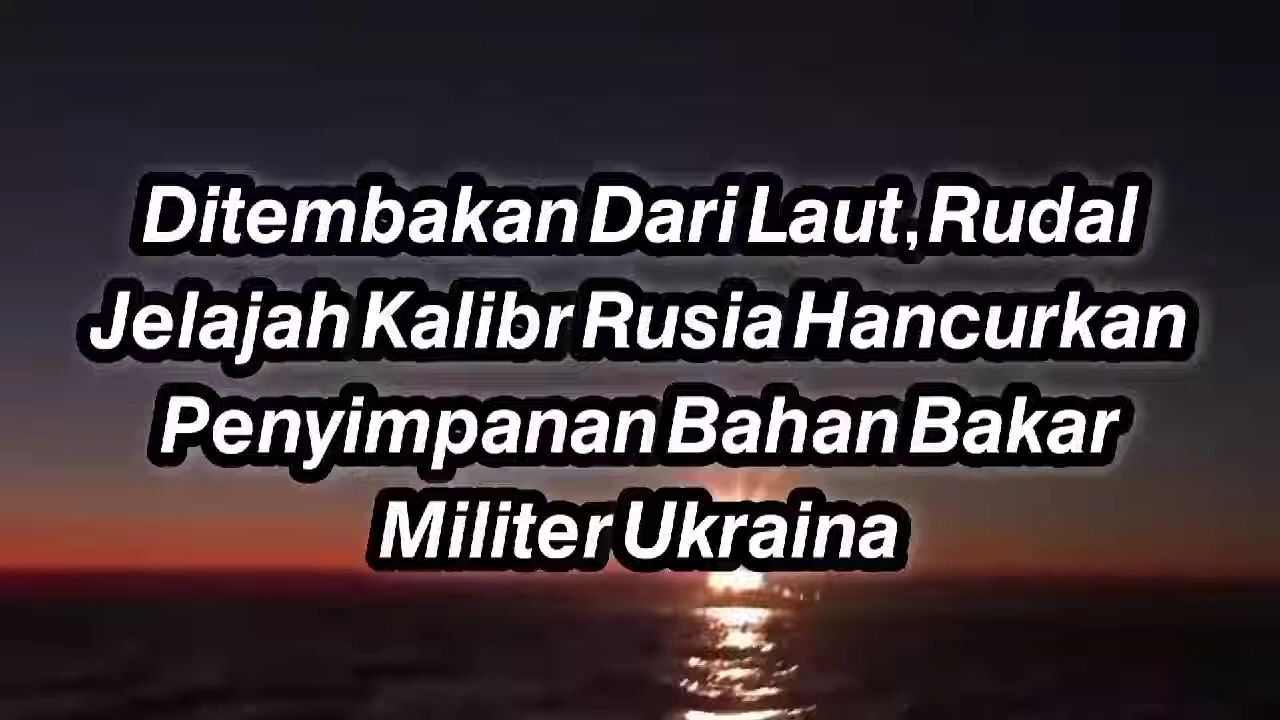 Ditembakan Dari Laut, Rudal
Jelajah Kalibr Rusia Hancurkan
Penyimpanan Bahan Bakar
Militer Ukraina